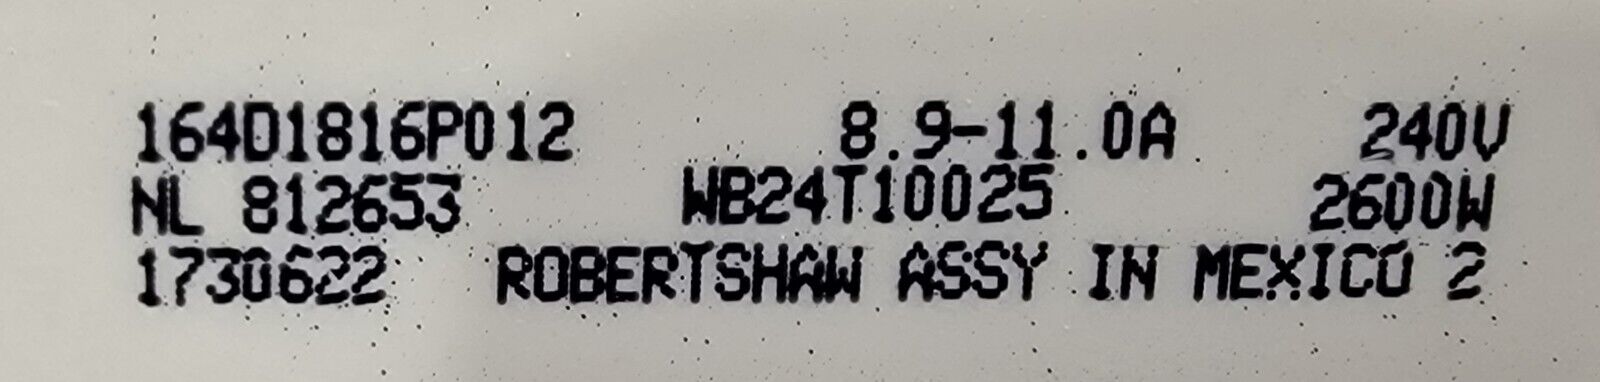 164D1816P012 8.9-11.0A 240V
NL 812653 WB24T10025 2600W
1730622 ROBERTSHAW ASSY IN MEXICO 2